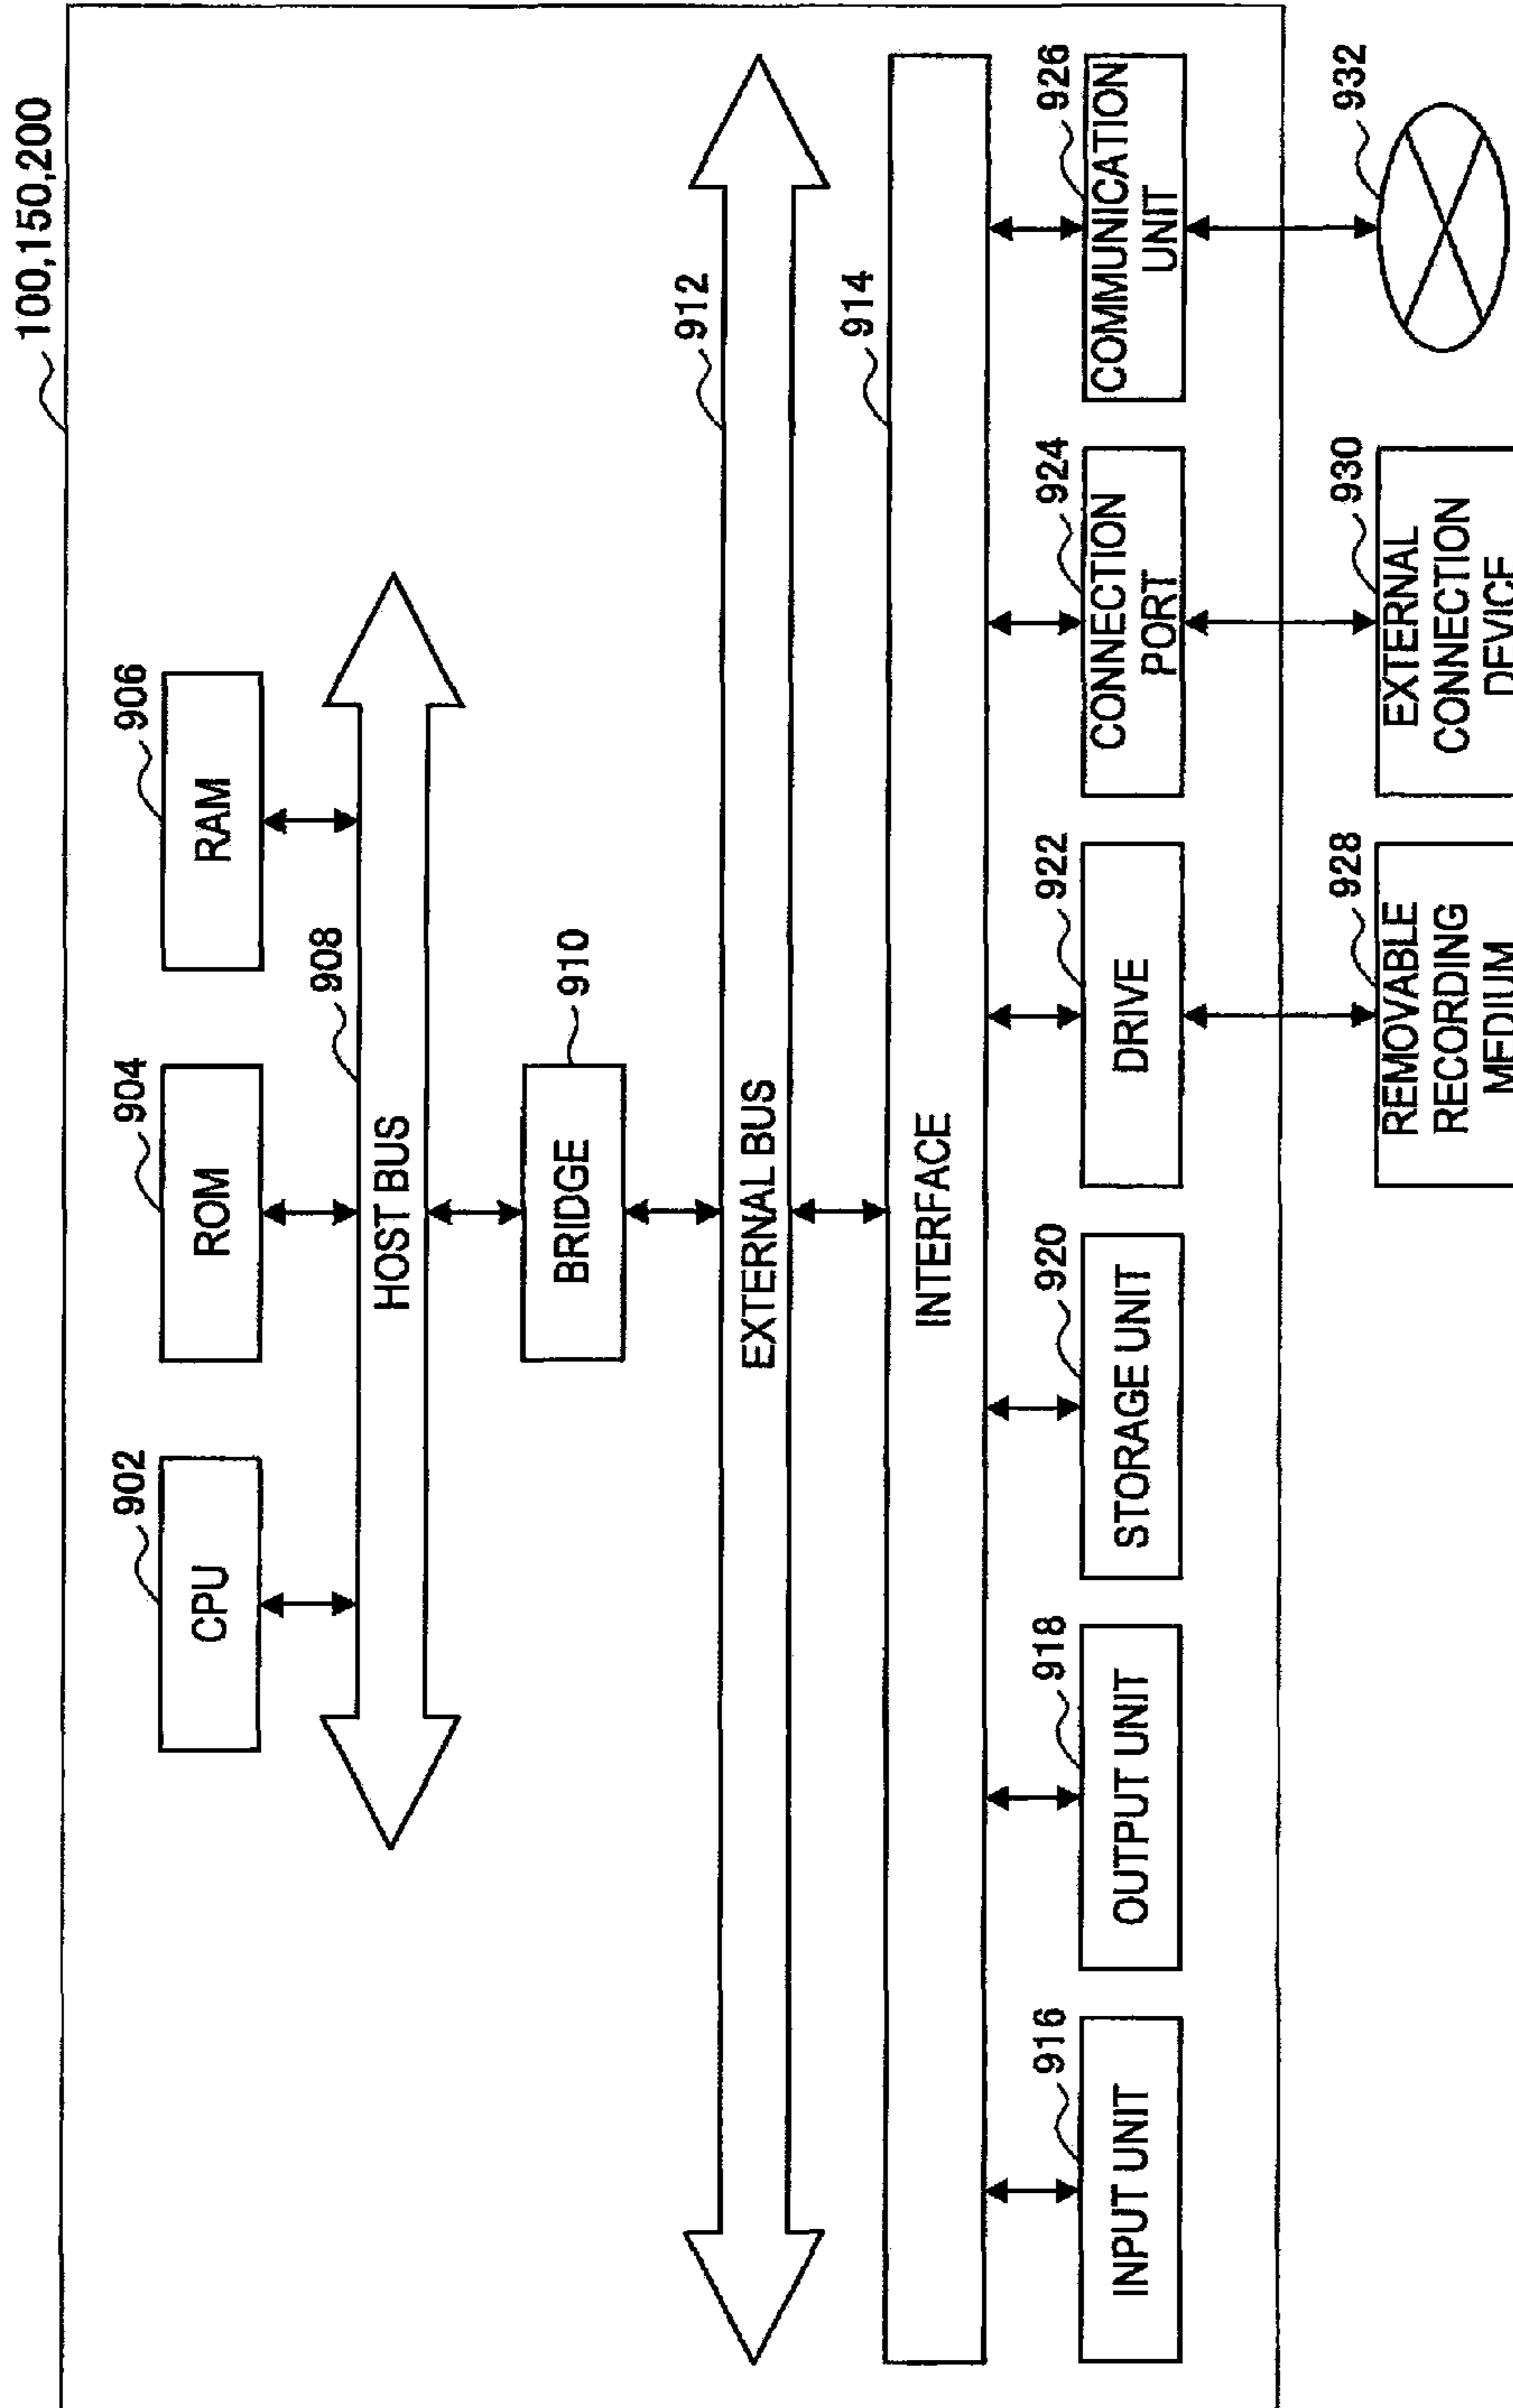 100,150,200
902
904
906
CPU
ROM
RAM
908
HOST BUS
910
BRIDGE
912
EXTERNAL BUS
914
INTERFACE
916
918
920
922
924
926
INPUT UNIT
OUTPUT UNIT
STORAGE UNIT
DRIVE
CONNECTION
PORT
COMMUNICATION
UNIT
928
930
932
REMOVABLE
RECORDING
MEDIUM
EXTERNAL
CONNECTION
DEVICE